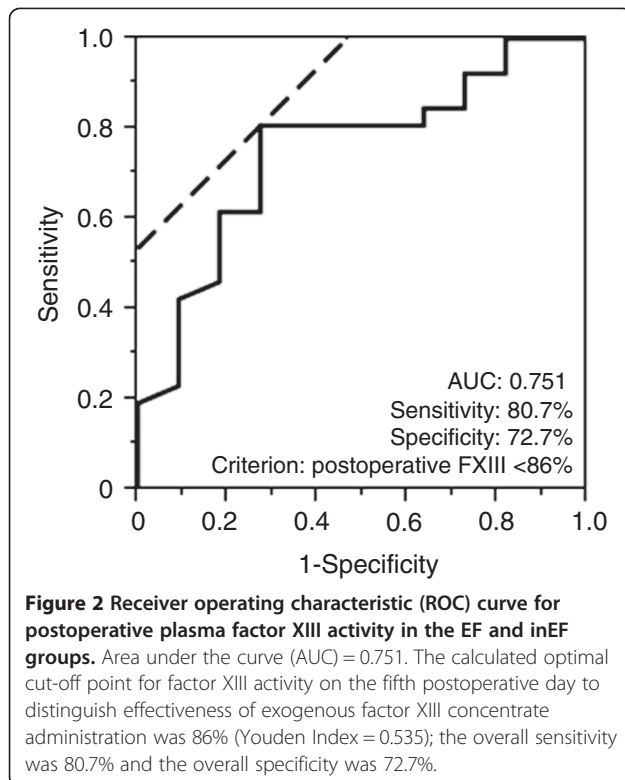 1.0
0.8
0.6
0.4
0.2
0
Sensitivity
AUC: 0.751
Sensitivity: 80.7%
Specificity: 72.7%
Criterion: postoperative FXIII <86%
0 0.2 0.4 0.6 0.8 1.0
1-Specificity
Figure 2 Receiver operating characteristic (ROC) curve for
postoperative plasma factor XIII activity in the EF and inEF
groups. Area under the curve (AUC) = 0.751. The calculated optimal
cut-off point for factor XIII activity on the fifth postoperative day to
distinguish effectiveness of exogenous factor XIII concentrate
administration was 86% (Youden Index = 0.535); the overall sensitivity
was 80.7% and the overall specificity was 72.7%.